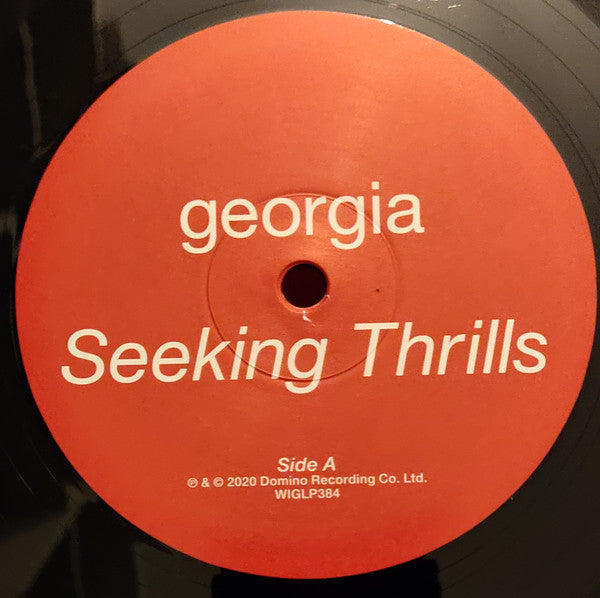 georgia
Seeking Thrills
Side A
℗ & © 2020 Domino Recording Co. Ltd.
WIGLP384